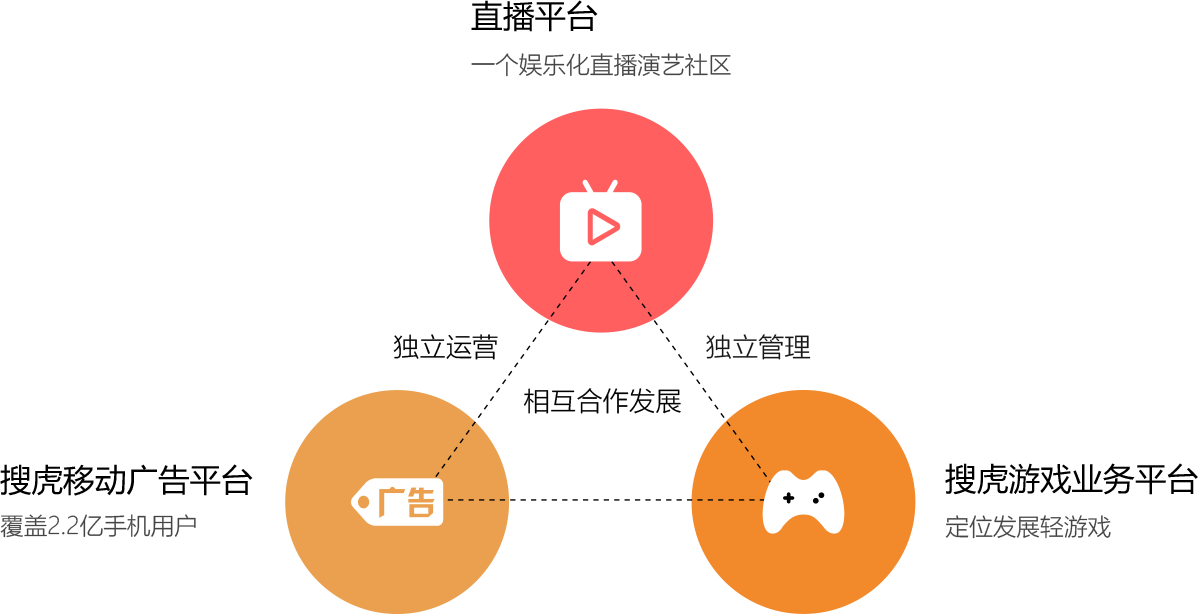 直播平台
一个娱乐化直播演艺社区
独立运营
独立管理
相互合作发展
搜虎移动广告平台
覆盖2.2亿手机用户
广告
搜虎游戏业务平台
定位发展轻游戏